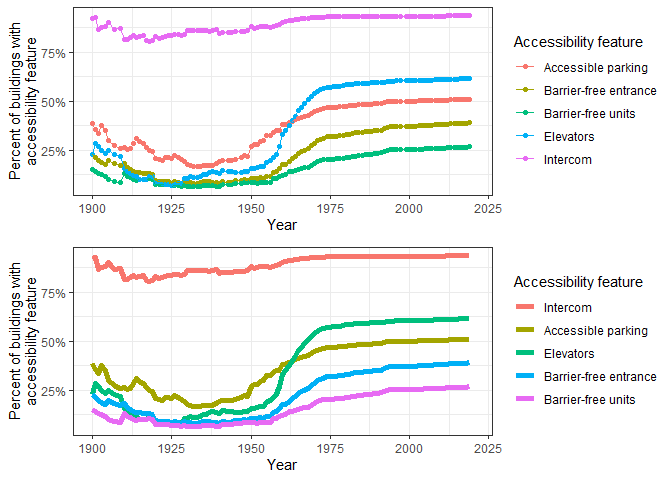 Percent of buildings with
accessibility feature
75%
50%
25%
1900
1925
1950
1975
2000
2025
Year
Accessibility feature
Accessible parking
Barrier-free entrance
Barrier-free units
Elevators
Intercom
Percent of buildings with
accessibility feature
75%
50%
25%
1900
1925
1950
1975
2000
2025
Year
Accessibility feature
Intercom
Accessible parking
Elevators
Barrier-free entrance
Barrier-free units